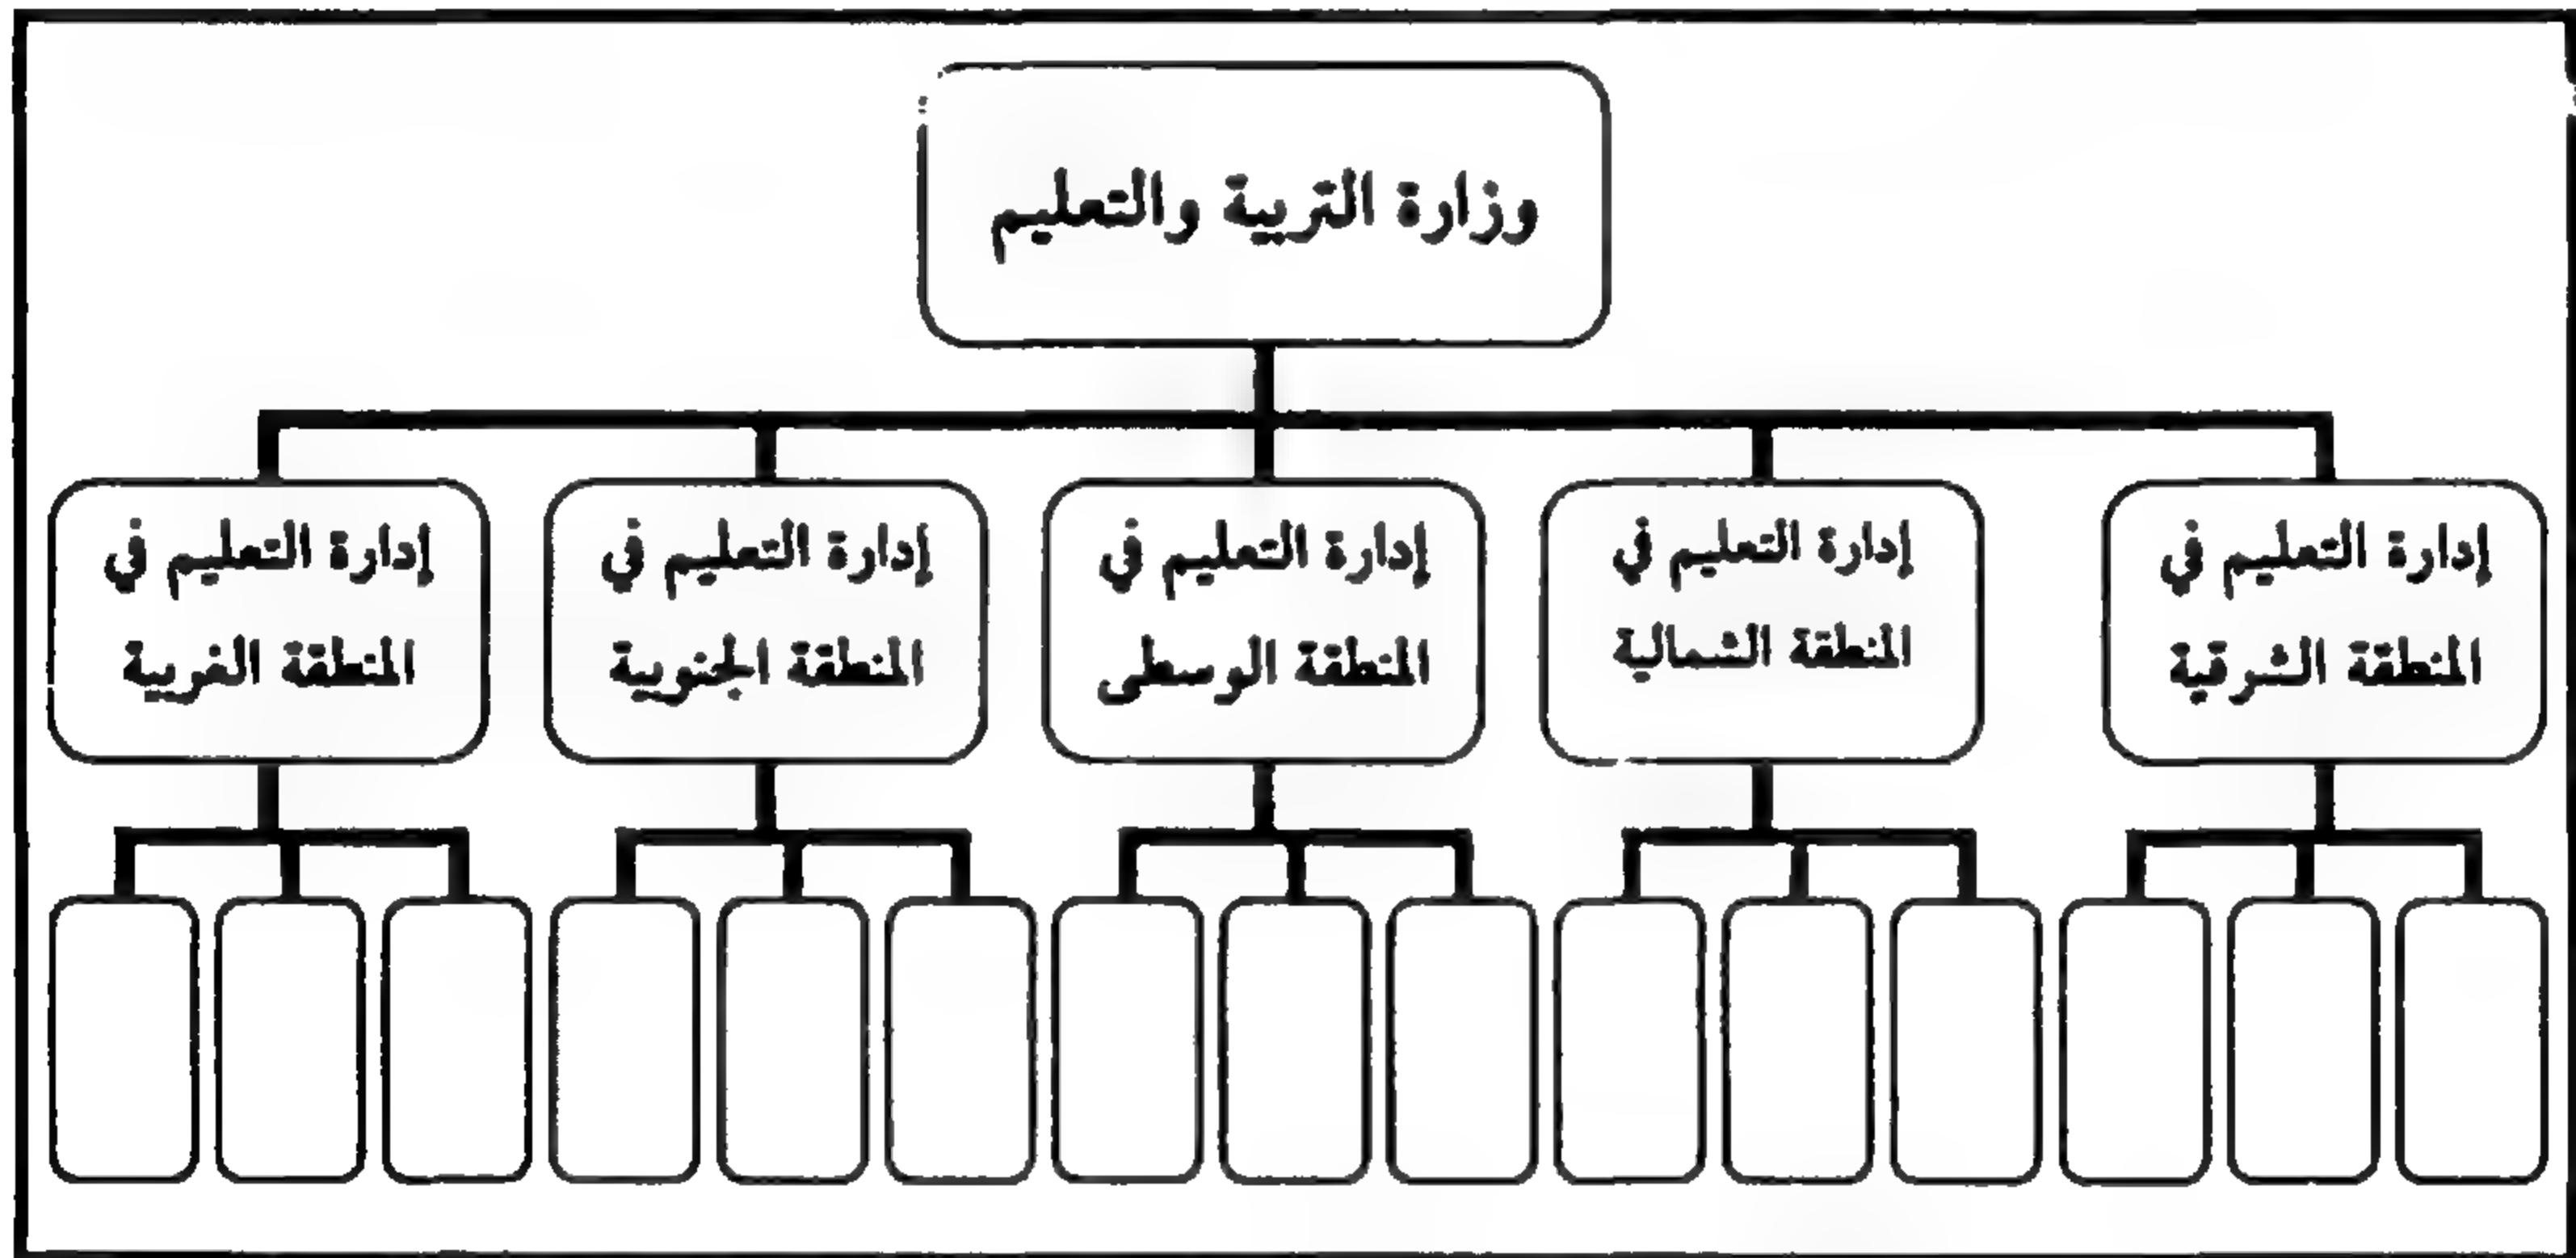 وزارة التربية والتعليم
إدارة التعليم في
المنطقة الشرقية
إدارة التعليم في
المنطقة الشمالية
إدارة التعليم في
المنطقة الوسطى
إدارة التعليم في
المنطقة الجنوبية
إدارة التعليم في
المنطقة الغربية